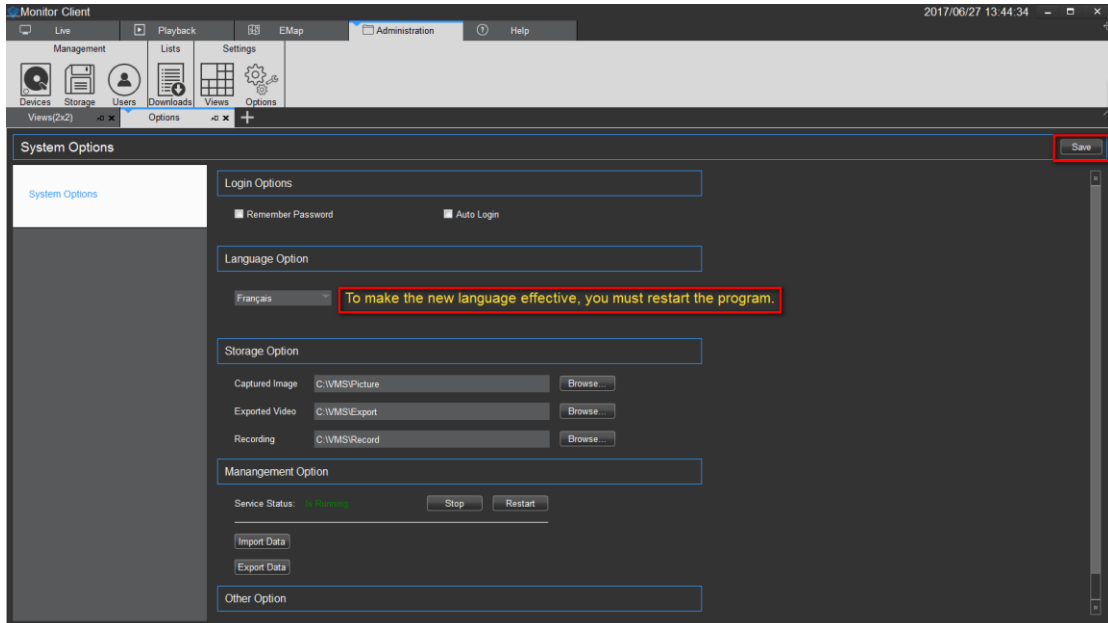 Monitor Client 2017/06/27 13:44:34
Live Playback EMap Administration Help
Management Lists Settings
Devices Storage Users Downloads Views Options
Views(2x2) Options
System Options Save
System Options
Login Options
Remember Password Auto Login
Language Option
Français To make the new language effective, you must restart the program.
Storage Option
Captured Image C:\VMS\Picture Browse...
Exported Video C:\VMS\Export Browse...
Recording C:\VMS\Record Browse...
Manangement Option
Service Status: Is Running Stop Restart
Import Data
Export Data
Other Option